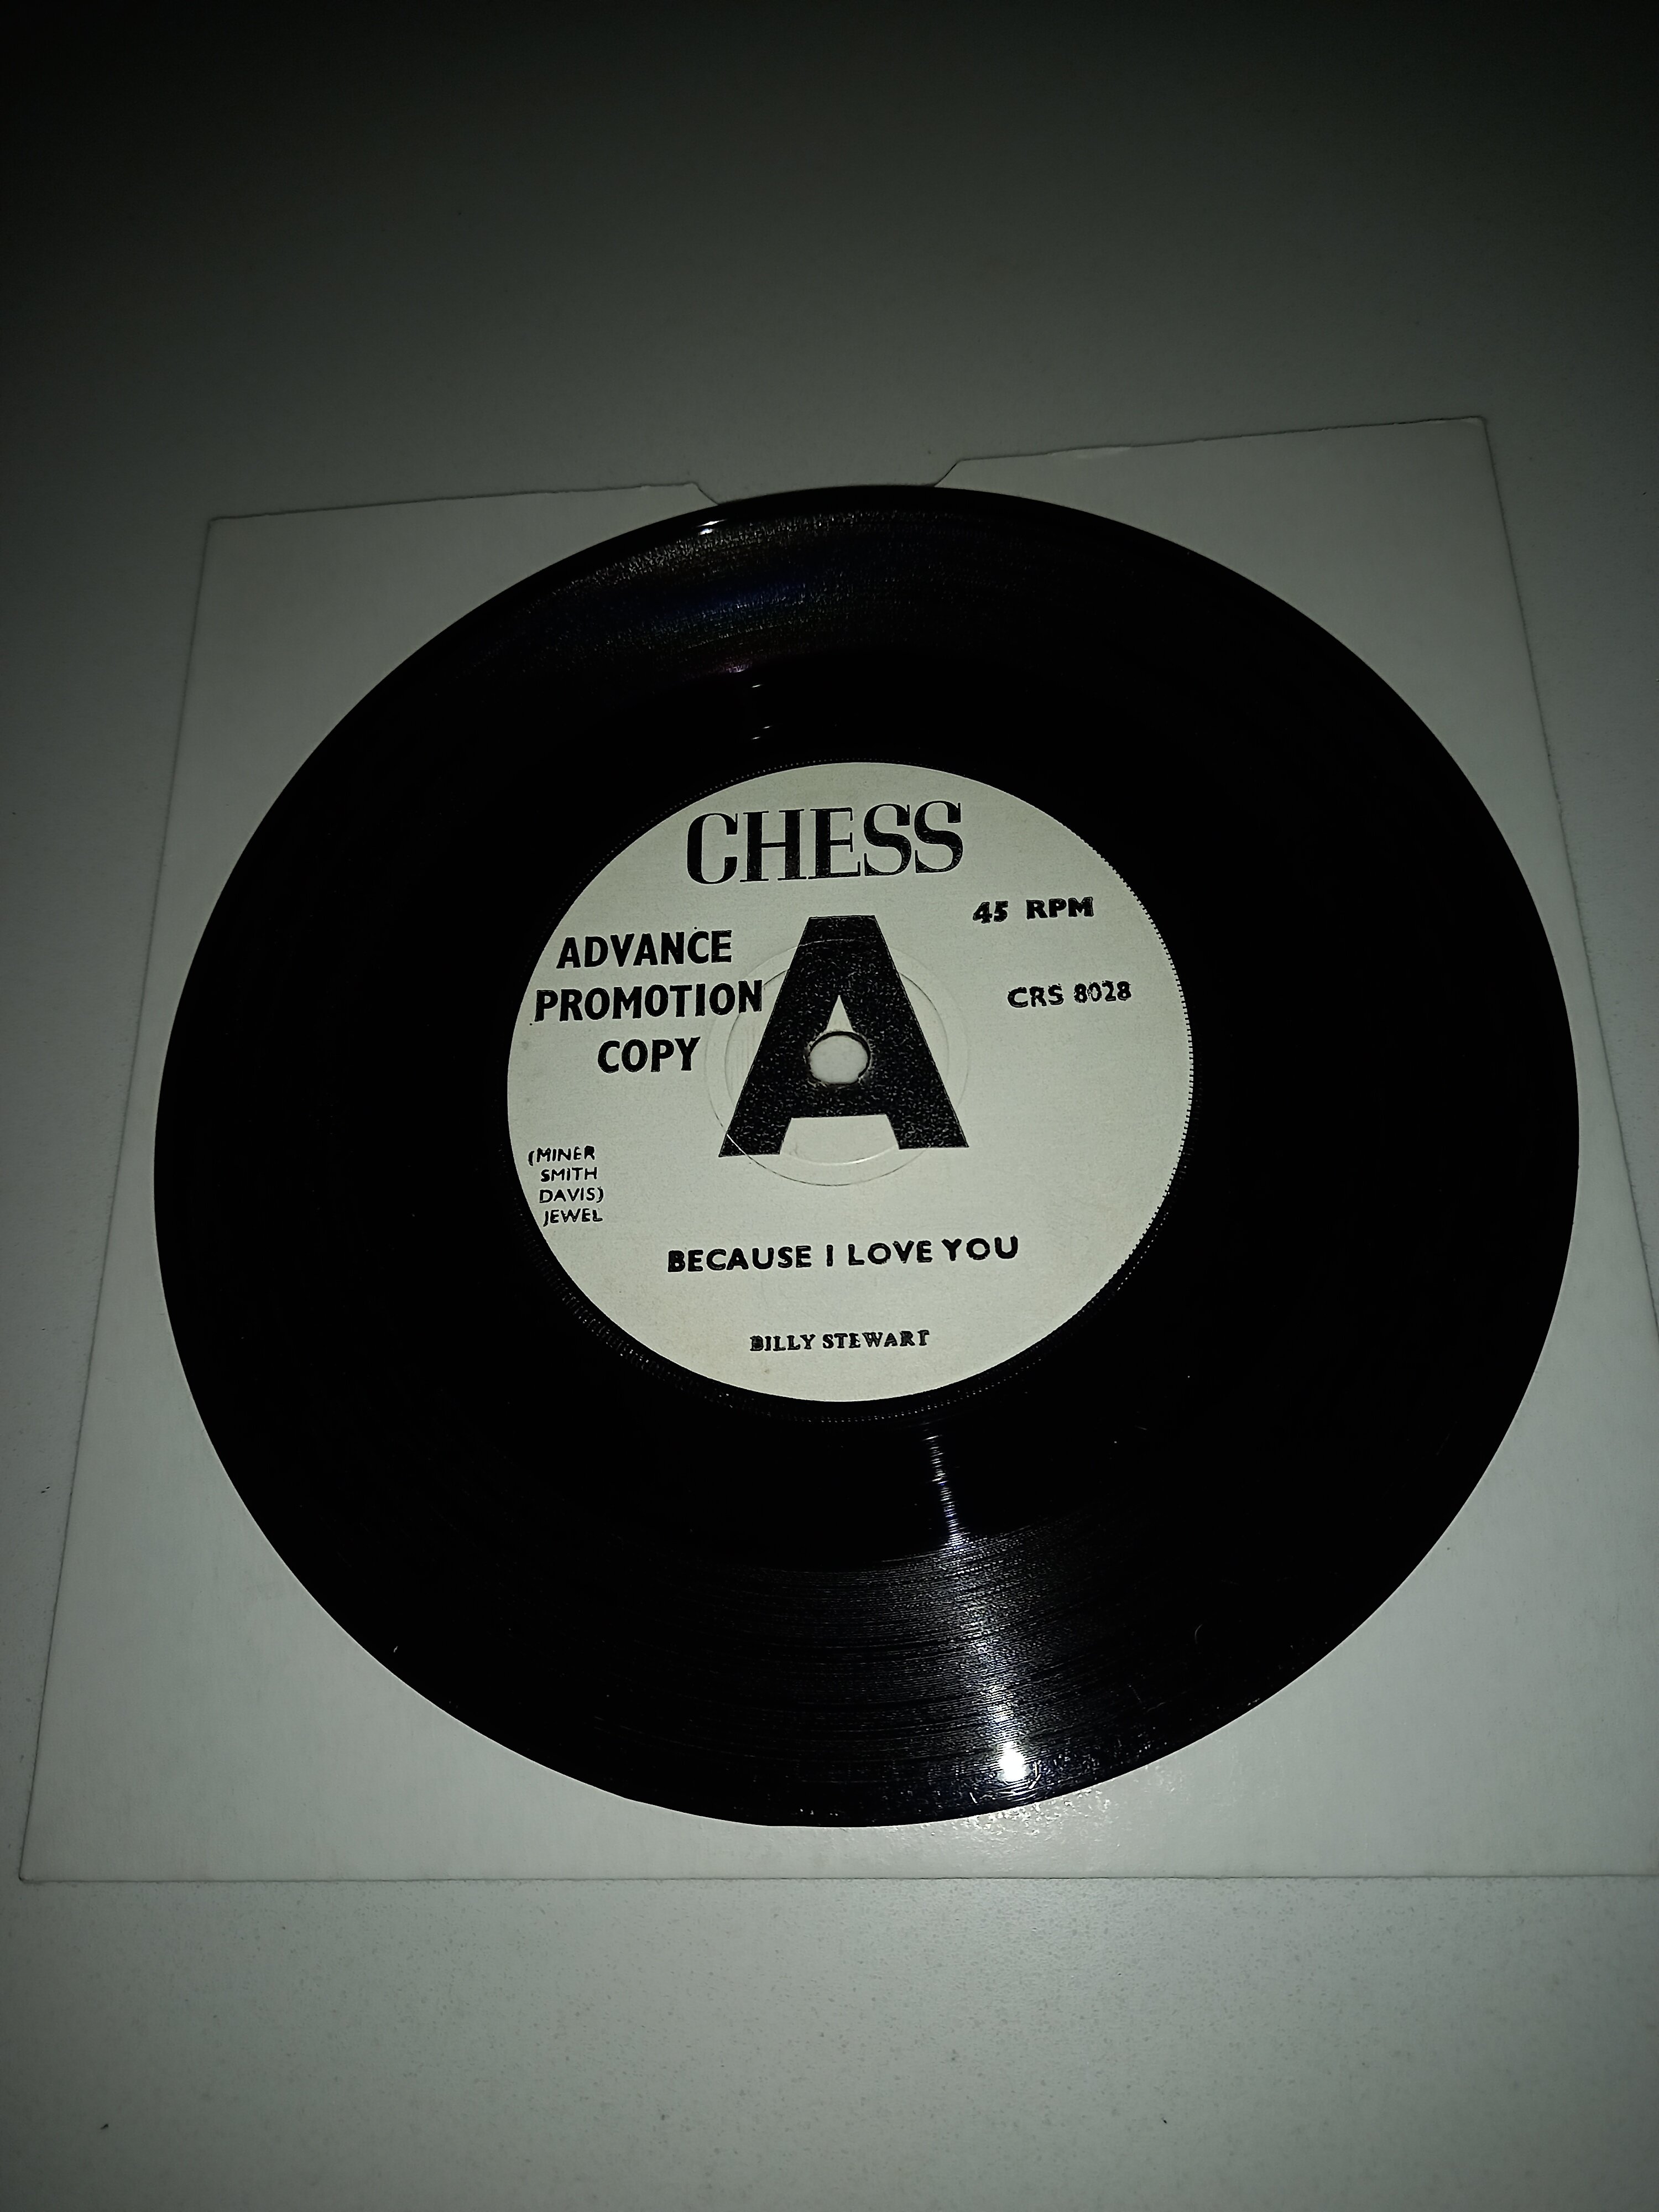 CHESS
45 RPM
ADVANCE
PROMOTION
COPY
A
CRS 8028
(MINER
SMITH
DAVIS)
JEWEL
BECAUSE I LOVE YOU
BILLY STEWART